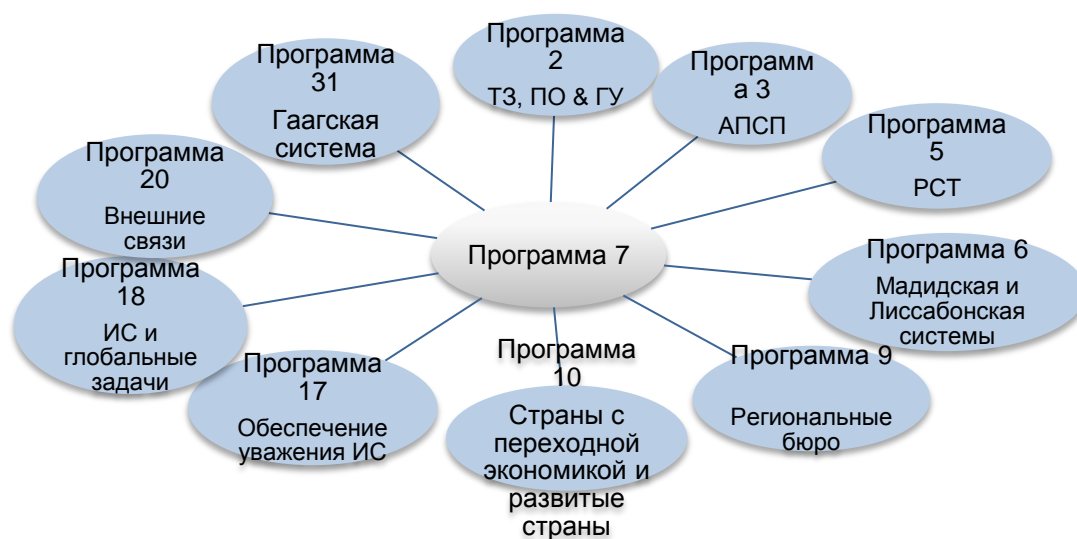 Программа
2
ТЗ, ПО & ГУ
Программ
а 3
АПСП
Программа
5
РСТ
Программа 6
Мадидская и
Лиссабонская
системы
Программа 9
Региональные
бюро
Программа
10
Страны с
переходной
экономикой и
развитые
страны
Программа
17
Обеспечение
уважения ИС
Программа
18
ИС и
глобальные
задачи
Программа
20
Внешние
связи
Программа
31
Гаагская
система
Программа 7